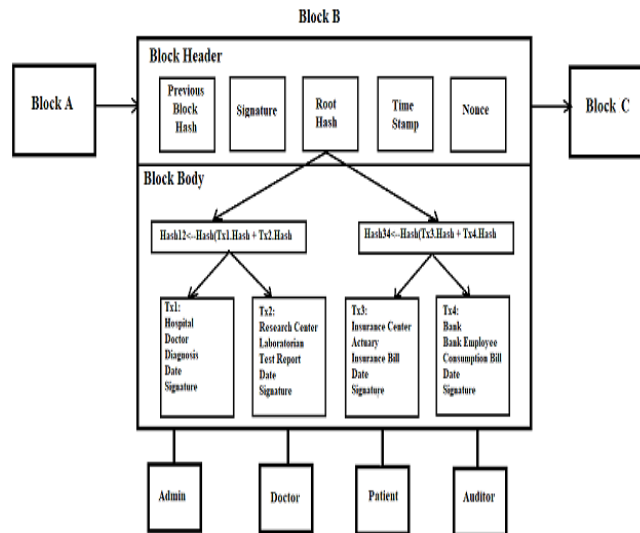 Block B
Block A
Block Header
Previous
Block
Hash
Signature
Root
Hash
Time
Stamp
Nonce
Block C
Block Body
Hash12<--Hash(Tx1.Hash + Tx2.Hash
Hash34<--Hash(Tx3.Hash + Tx4.Hash
Tx1:
Hospital
Doctor
Diagnosis
Date
Signature
Tx2:
Research Center
Laboratorian
Test Report
Date
Signature
Tx3:
Insurance Center
Actuary
Insurance Bill
Date
Signature
Tx4:
Bank
Bank Employee
Consumption Bill
Date
Signature
Admin
Doctor
Patient
Auditor